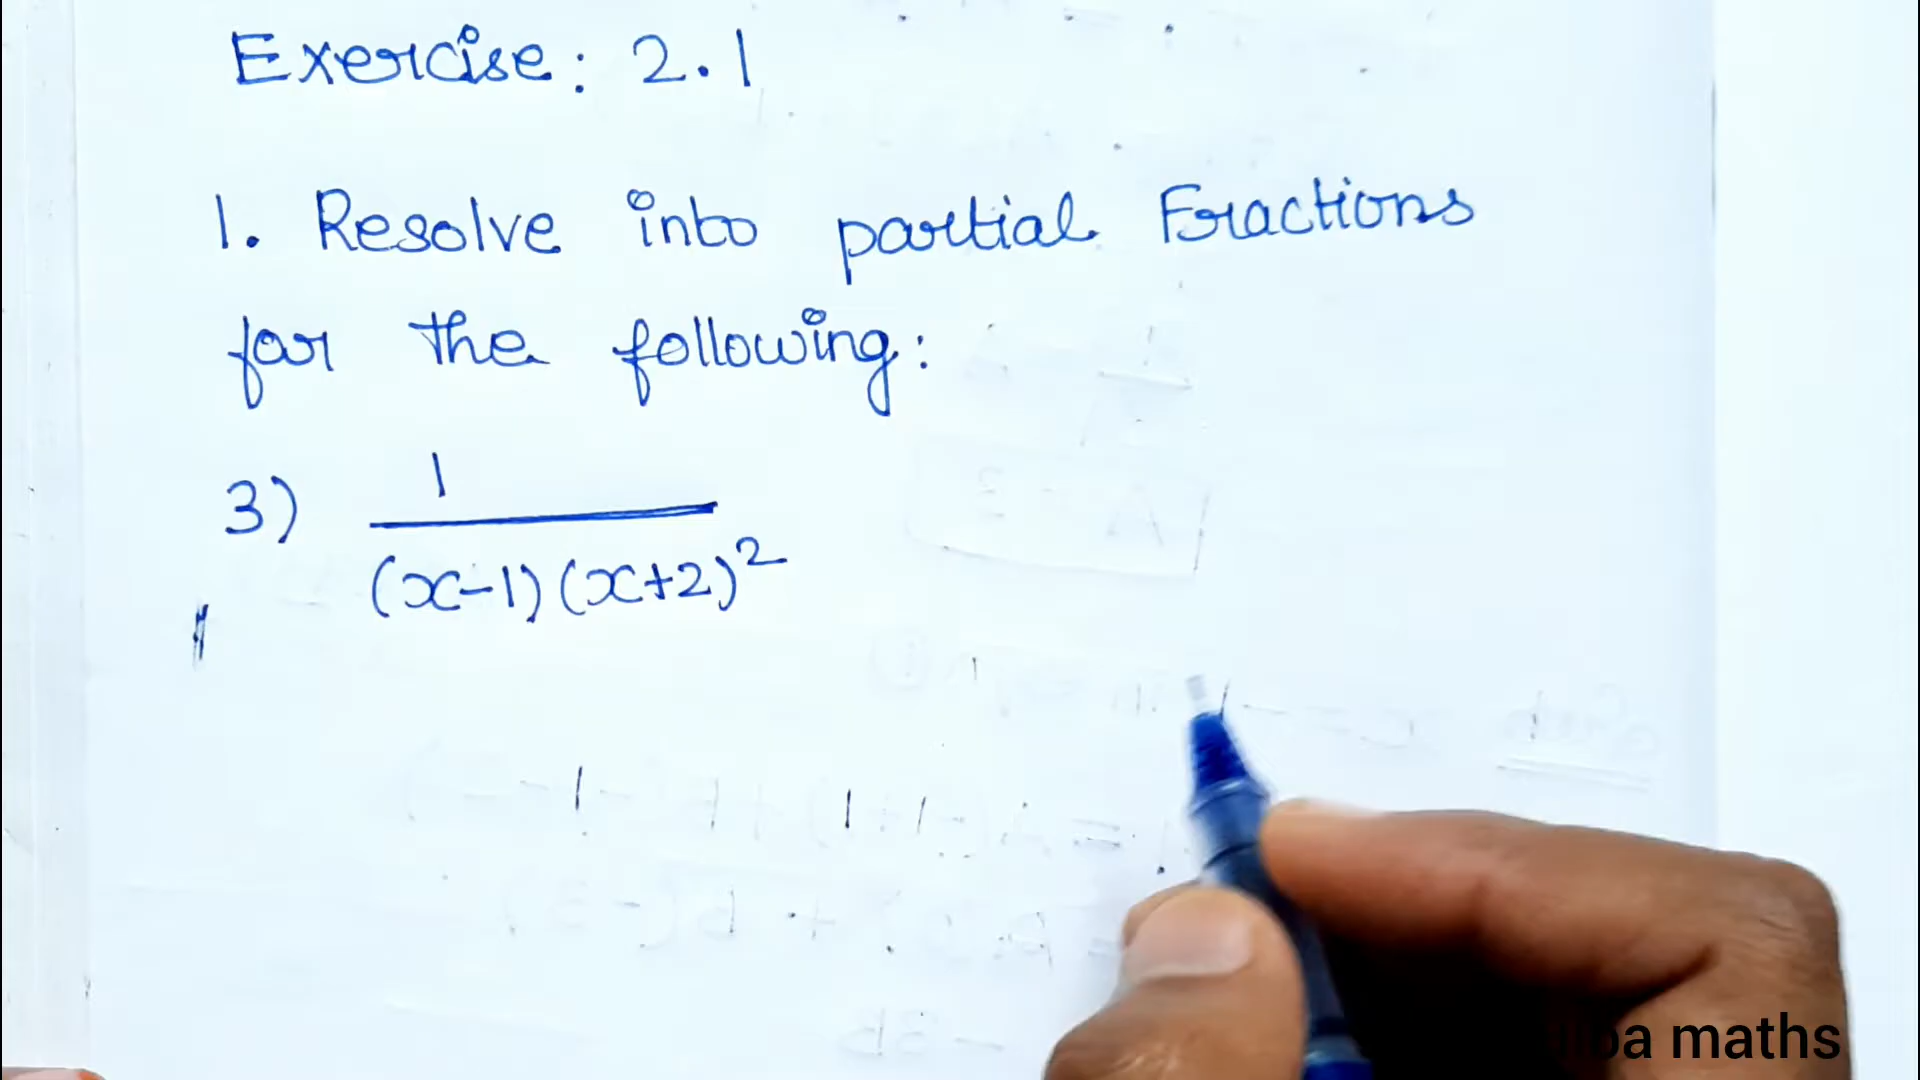 Exercise: 2.1
1. Resolve into partial Fractions
for the following:
3) 1
(x-1)(x+2)²
maths